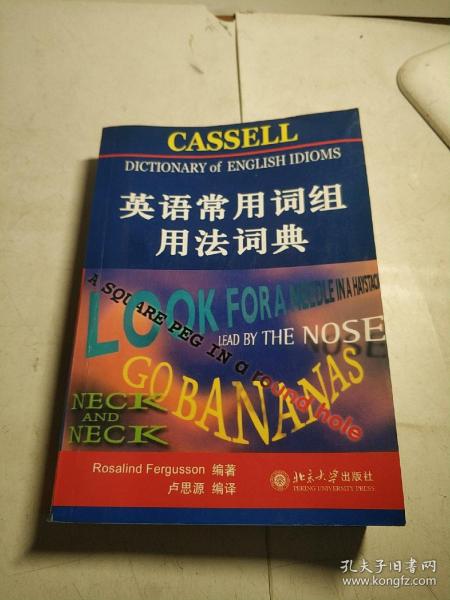 CASSELL
DICTIONARY of ENGLISH IDIOMS
英语常用词组
用法词典
A SQUARE PEG IN a round hole
LOOK FOR A NEEDLE IN A HAYSTACK
LEAD BY THE NOSE
NOSE
GO BANANAS
NECK
AND
NECK
Rosalind Fergusson 编著
卢思源 编译
北京大学出版社
PEKING UNIVERSITY PRESS
孔夫子旧书网
www.kongfz.com